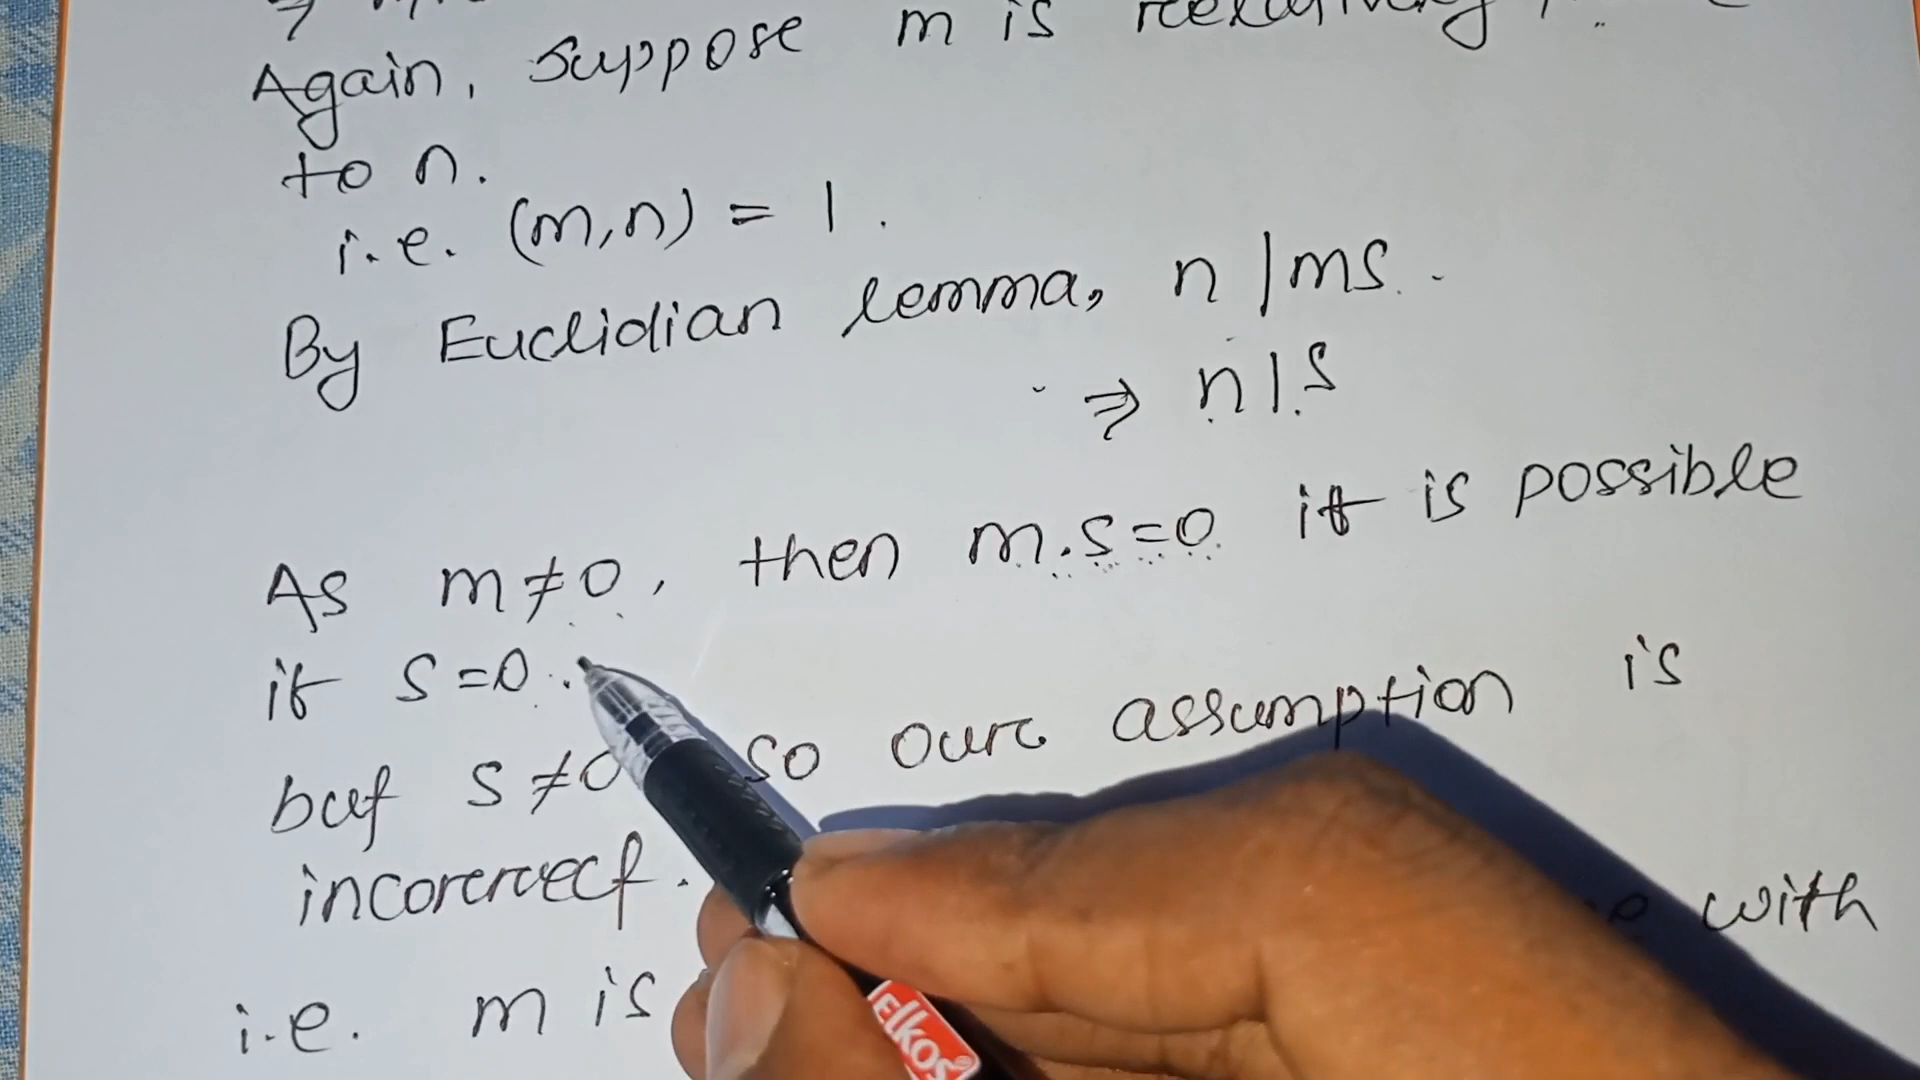 Again, suppose m is
to n.
i.e. (m,n) = 1.
By Euclidian lemma, n|ms.
⇒ n|s
As m≠0, then m.s=0 it is possible
if s=0.
but s≠0 so our assumption is
incorrect.
with
i.e. m is
elkos